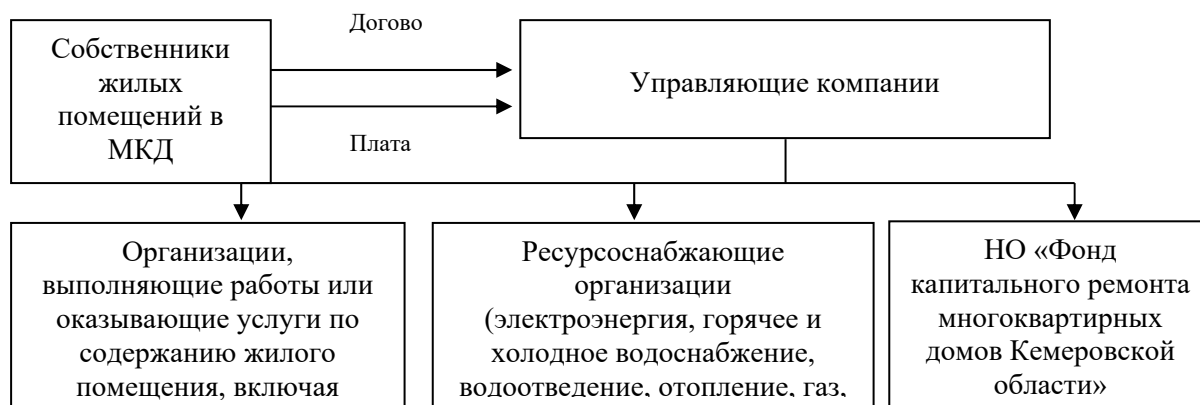 Догово
Собственники
жилых
помещений в
МКД
Управляющие компании
Плата
Организации,
выполняющие работы или
оказывающие услуги по
содержанию жилого
помещения, включая
Ресурсоснабжающие
организации
(электроэнергия, горячее и
холодное водоснабжение,
водоотведение, отопление, газ,
НО «Фонд
капитального ремонта
многоквартирных
домов Кемеровской
области»